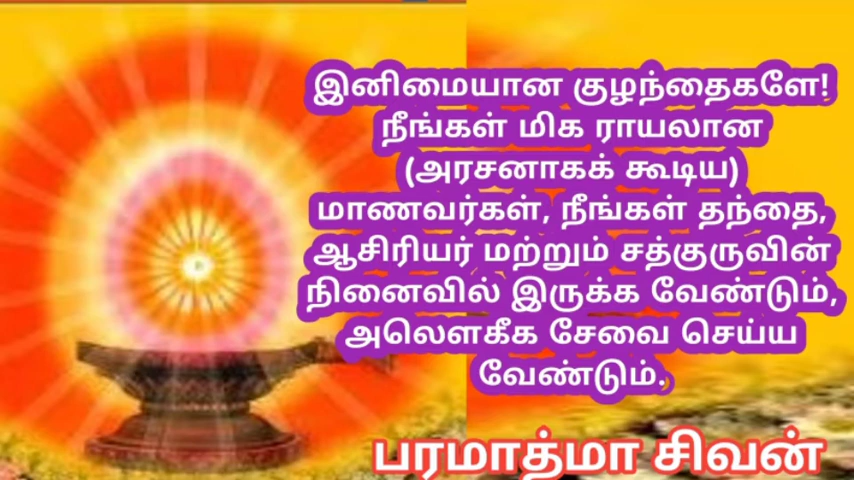 இனிமையான குழந்தைகளே!
நீங்கள் மிக ராயலான
(அரசனாகக் கூடிய)
மாணவர்கள், நீங்கள் தந்தை,
ஆசிரியர் மற்றும் சத்குருவின்
நினைவில் இருக்க வேண்டும்,
அலௌகீக சேவை செய்ய
வேண்டும்.
பரமாத்மா சிவன்